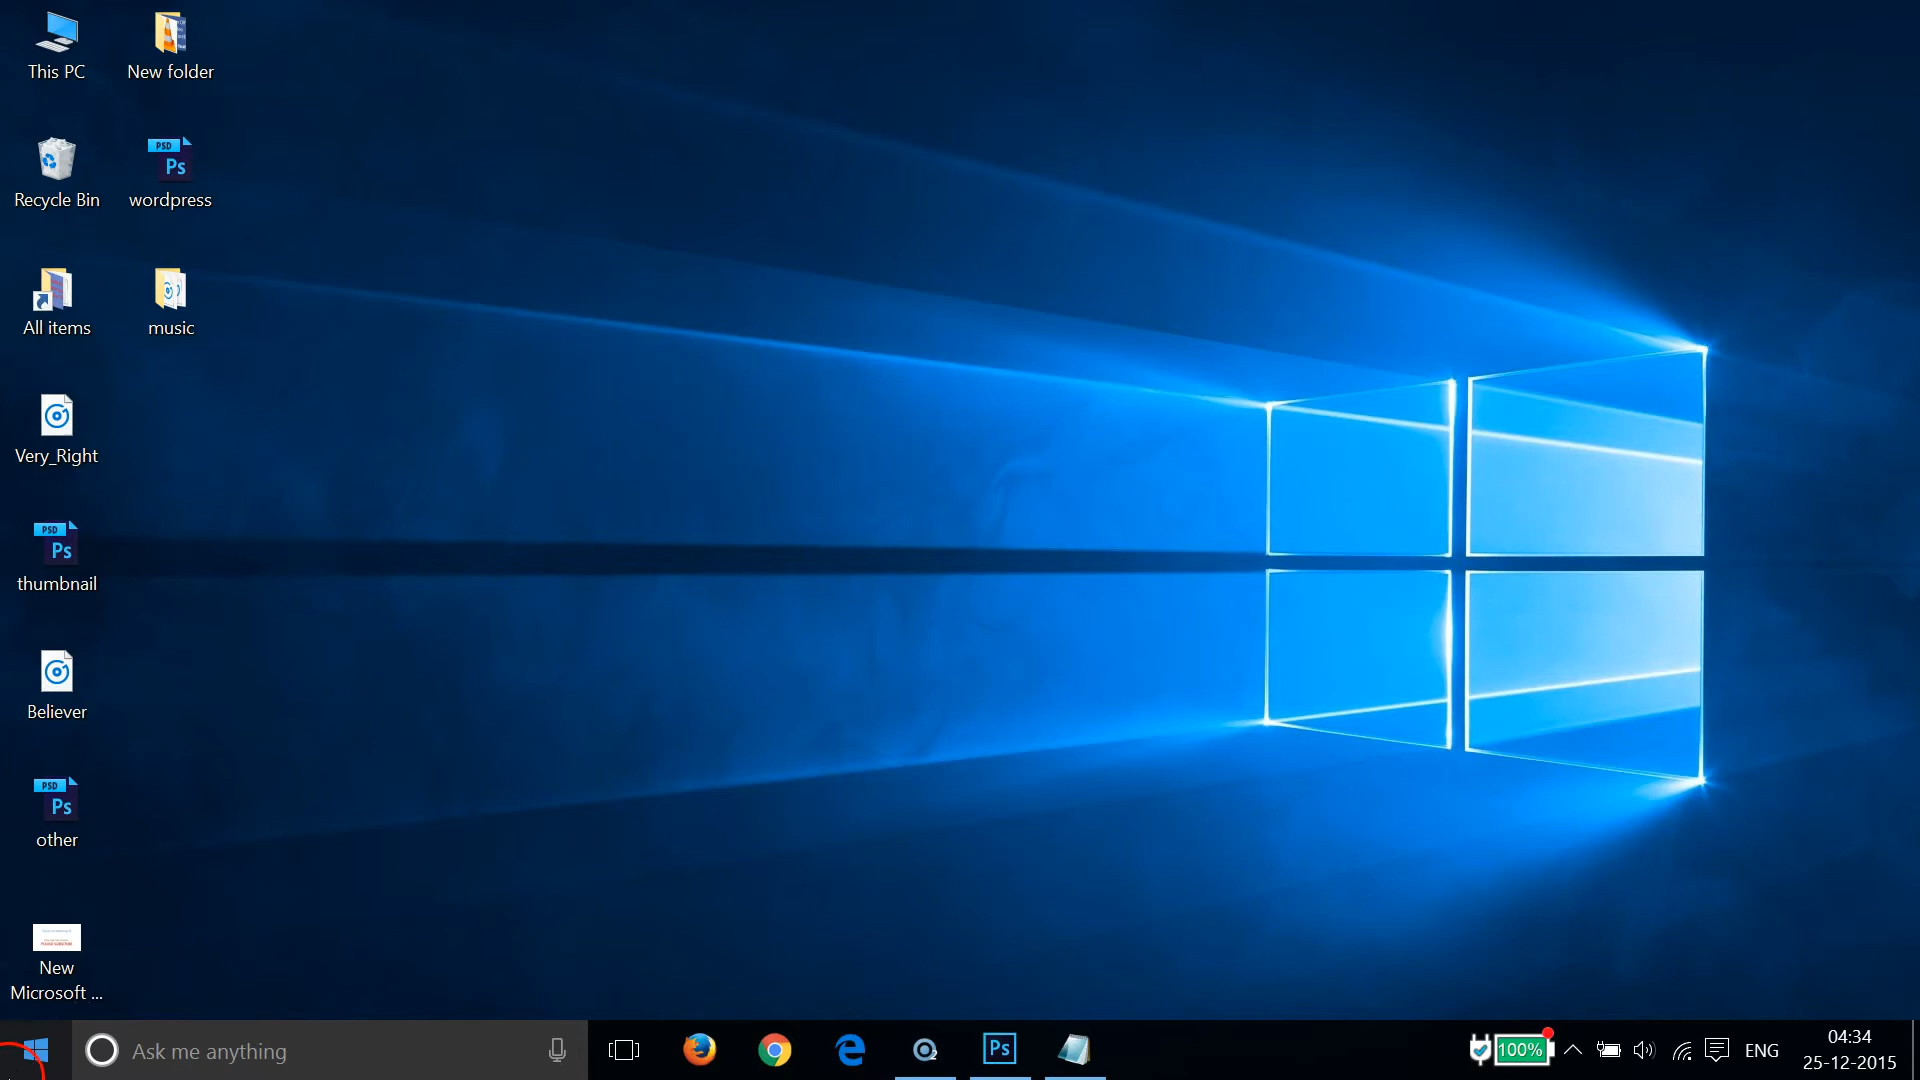 This PC
New folder
Recycle Bin
PSD
Ps
wordpress
All items
music
Very_Right
PSD
Ps
thumbnail
Believer
PSD
Ps
other
New
Microsoft ...
Ask me anything
2
Ps
100%
ENG
04:34
25-12-2015